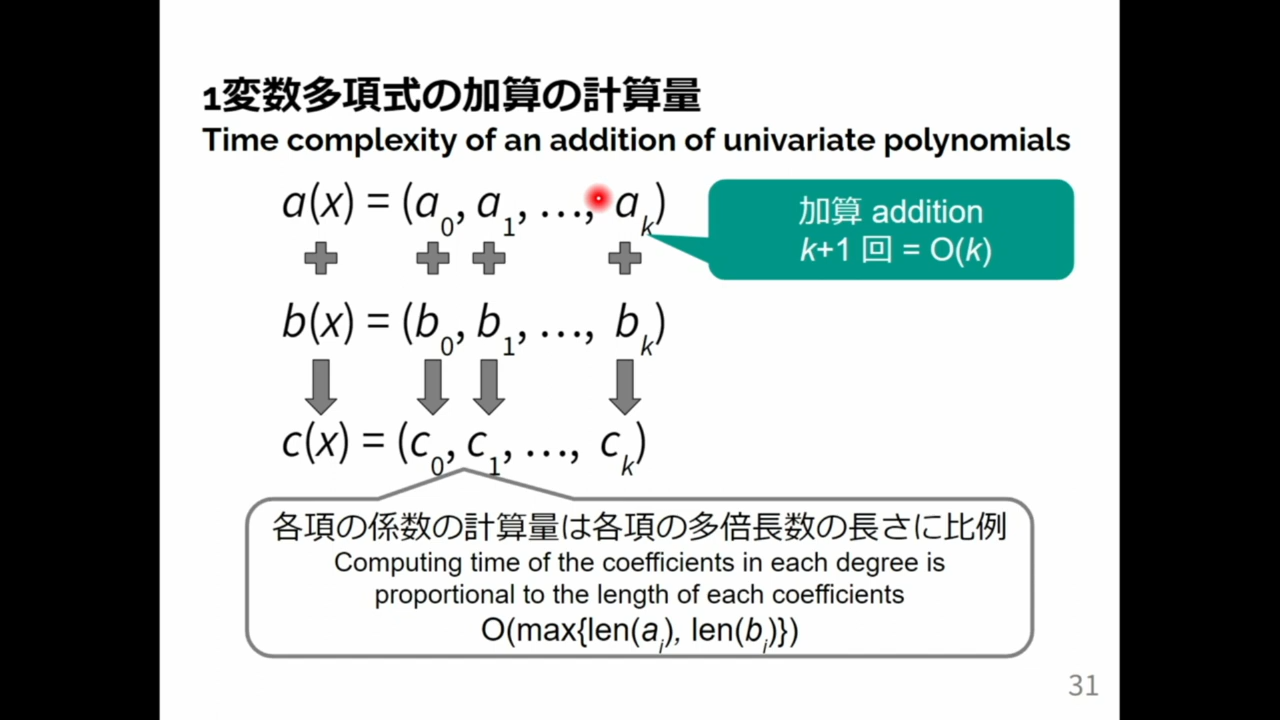 1変数多項式の加算の計算量
Time complexity of an addition of univariate polynomials
a(x) = (a₀, a₁, …, aₖ)
加算 addition
k+1 回 = O(k)
b(x) = (b₀, b₁, …, bₖ)
c(x) = (c₀, c₁, …, cₖ)
各項の係数の計算量は各項の多倍長数の長さに比例
Computing time of the coefficients in each degree is
proportional to the length of each coefficients
O(max{len(aᵢ), len(bᵢ)})
31